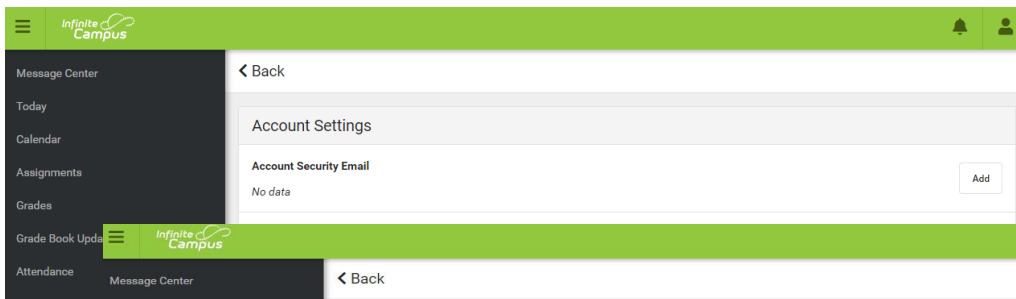 Infinite
Campus
Message Center
Back
Today
Account Settings
Calendar
Account Security Email
Assignments
Add
No data
Grades
Grade Book Upda
Infinite
Campus
Attendance
Message Center
Back